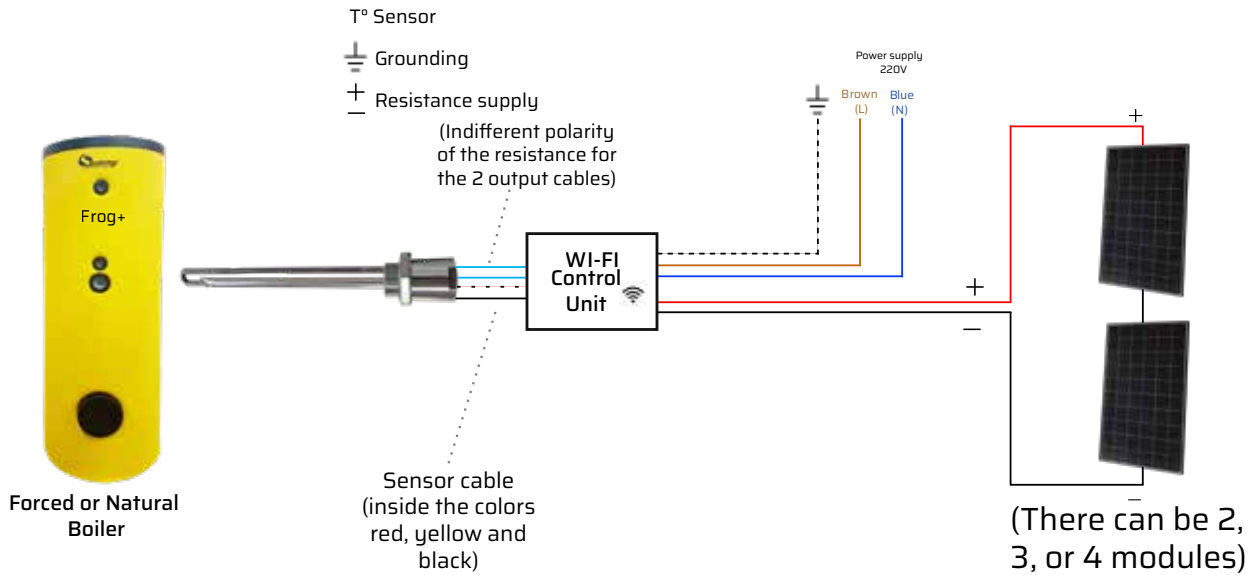 Tº Sensor
Grounding
+
−
Resistance supply
(Indifferent polarity
of the resistance for
the 2 output cables)
Power supply
220V
Brown
(L)
Blue
(N)
+
Frog+
WI-FI
Control
Unit
+
−
Sensor cable
(inside the colors
red, yellow and
black)
Forced or Natural
Boiler
−
(There can be 2,
3, or 4 modules)